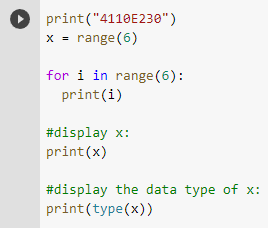 print("4110E230")
x = range(6)
for i in range(6):
  print(i)
#display x:
print(x)
#display the data type of x:
print(type(x))